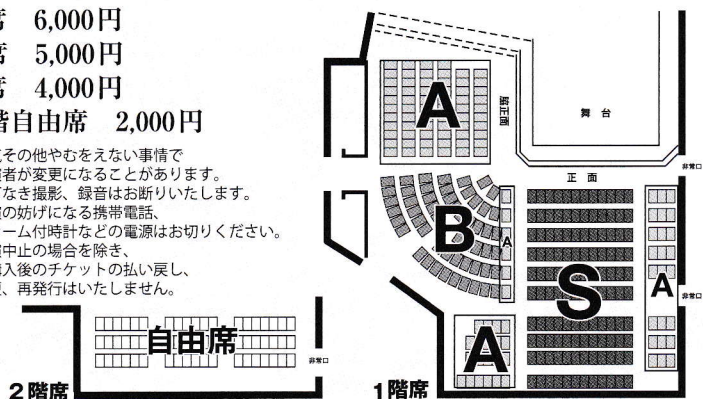 席 6,000円
席 5,000円
席 4,000円
階自由席 2,000円
その他やむをえない事情で
者が変更になることがあります。
なき撮影、録音はお断りいたします。
の妨げになる携帯電話、
ーム付時計などの電源はお切りください。
中止の場合を除き、
入後のチケットの払い戻し、
、再発行はいたしません。
A
脇正面
舞台
非常口
正面
B
A
S
A
非常口
A
自由席
非常口
2階席
1階席